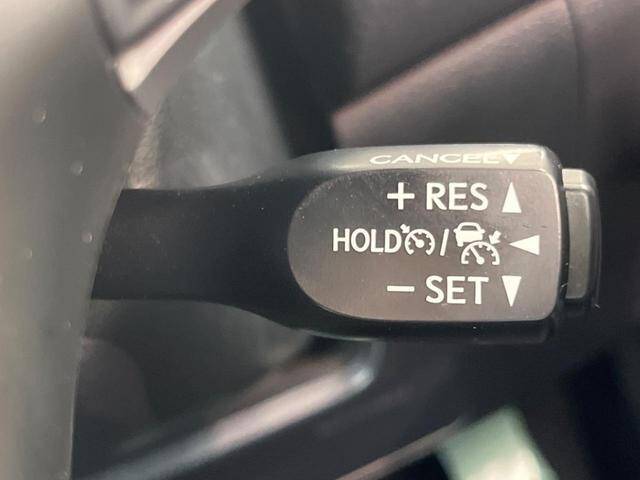 CANCEL▼
+ RES ▲
HOLD / ◀
− SET ▼